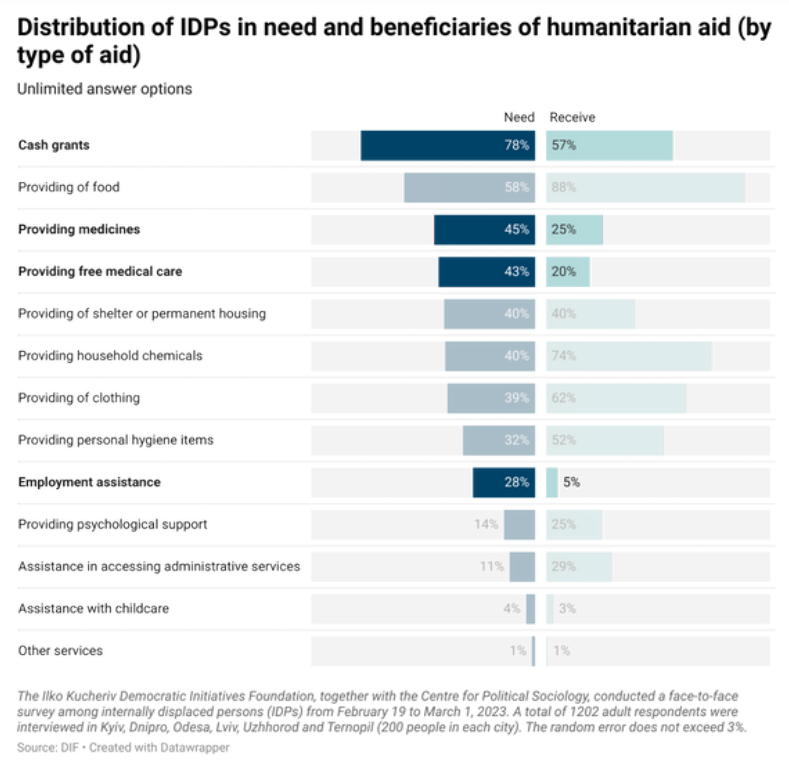 Distribution of IDPs in need and beneficiaries of humanitarian aid (by
type of aid)
Unlimited answer options
Need Receive
Cash grants 78% 57%
Providing of food 58% 88%
Providing medicines 45% 25%
Providing free medical care 43% 20%
Providing of shelter or permanent housing 40% 40%
Providing household chemicals 40% 74%
Providing of clothing 39% 62%
Providing personal hygiene items 32% 52%
Employment assistance 28% 5%
Providing psychological support 14% 25%
Assistance in accessing administrative services 11% 29%
Assistance with childcare 4% 3%
Other services 1% 1%
The Ilko Kucheriv Democratic Initiatives Foundation, together with the Centre for Political Sociology, conducted a face-to-face
survey among internally displaced persons (IDPs) from February 19 to March 1, 2023. A total of 1202 adult respondents were
interviewed in Kyiv, Dnipro, Odesa, Lviv, Uzhhorod and Ternopil (200 people in each city). The random error does not exceed 3%.
Source: DIF • Created with Datawrapper